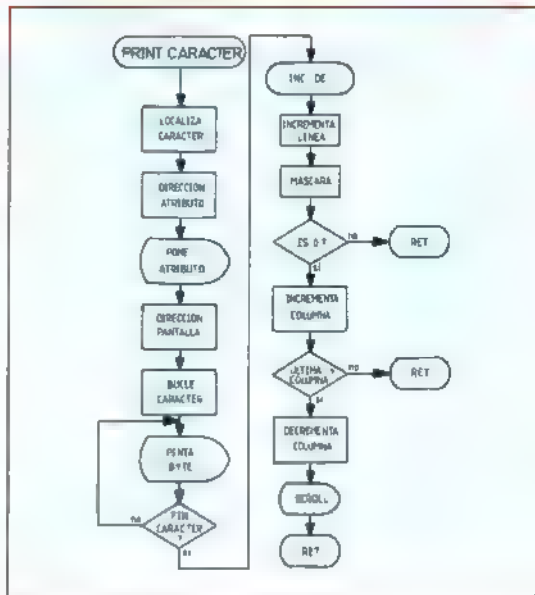 PRINT CARACTER
LOCALIZA
CARACTER
DIRECCION
ATRIBUTO
PONE
ATRIBUTO
DIRECCION
PANTALLA
BUCLE
CARACTER
PINTA
BYTE
FIN
CARACTER
?
no
si
INC DE
INCREMENTA
LINEA
MASCARA
IS 0 ?
no
RET
si
INCREMENTA
COLUMNA
ULTIMA ?
COLUMNA
no
RET
si
DECREMENTA
COLUMNA
SCROLL
RET